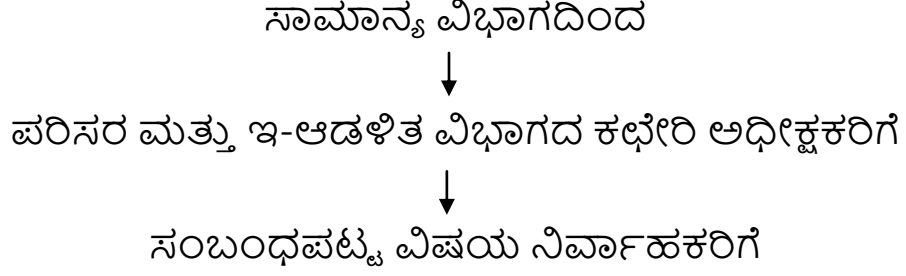 ಸಾಮಾನ್ಯ ವಿಭಾಗದಿಂದ
ಪರಿಸರ ಮತ್ತು ಇ-ಆಡಳಿತ ವಿಭಾಗದ ಕಛೇರಿ ಅಧೀಕ್ಷಕರಿಗೆ
ಸಂಬಂಧಪಟ್ಟ ವಿಷಯ ನಿರ್ವಾಹಕರಿಗೆ